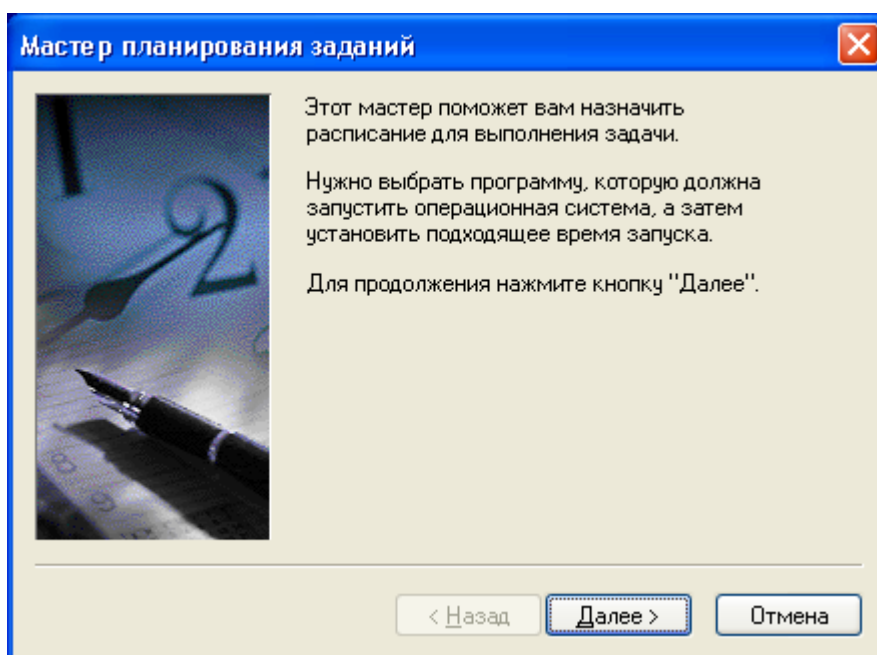 Мастер планирования заданий
Этот мастер поможет вам назначить
расписание для выполнения задачи.
Нужно выбрать программу, которую должна
запустить операционная система, а затем
установить подходящее время запуска.
Для продолжения нажмите кнопку "Далее".
< Назад
Далее >
Отмена